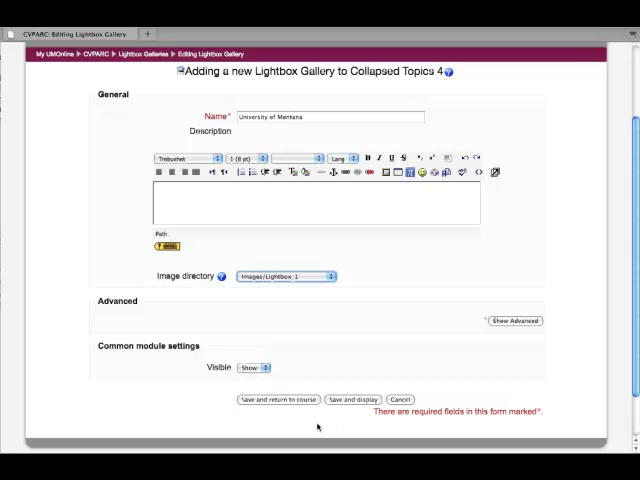 CVPARC: Editing Lightbox Gallery
My UMOnline ▶ CVPARC ▶ Lightbox Galleries ▶ Editing Lightbox Gallery
Adding a new Lightbox Gallery to Collapsed Topics 4
General
Name* University of Montana
Description
Trebuchet 1 (8 pt) Lang B I U S
Path:
Image directory Images/Lightbox_1
Advanced
* Show Advanced
Common module settings
Visible Show
Save and return to course Save and display Cancel
There are required fields in this form marked*.